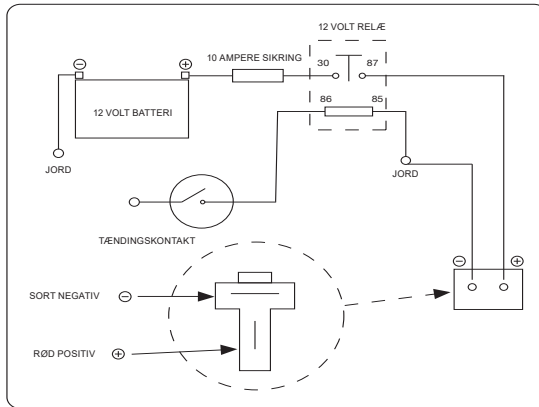 12 VOLT RELÆ
10 AMPERE SIKRING
30 87
12 VOLT BATTERI
86 85
JORD
JORD
TÆNDINGSKONTAKT
SORT NEGATIV
RØD POSITIV